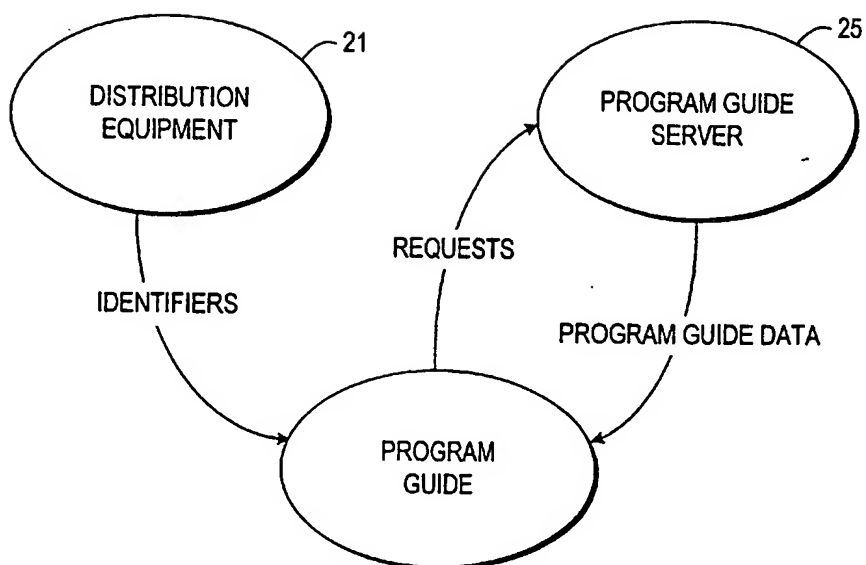 21
DISTRIBUTION
EQUIPMENT
25
PROGRAM GUIDE
SERVER
REQUESTS
IDENTIFIERS
PROGRAM GUIDE DATA
PROGRAM
GUIDE